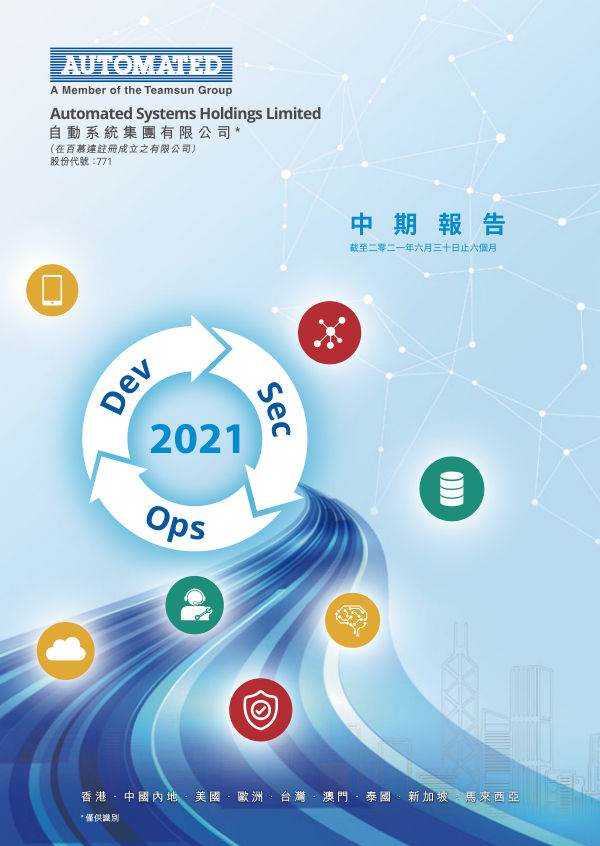 AUTOMATED
A Member of the Teamsun Group
Automated Systems Holdings Limited
自動系統集團有限公司*
（在百慕達註冊成立之有限公司）
股份代號：771
中期報告
截至二零二一年六月三十日止六個月
Dev
Sec
2021
Ops
香港．中國內地．美國．歐洲．台灣．澳門．泰國．新加坡．馬來西亞
* 僅供識別